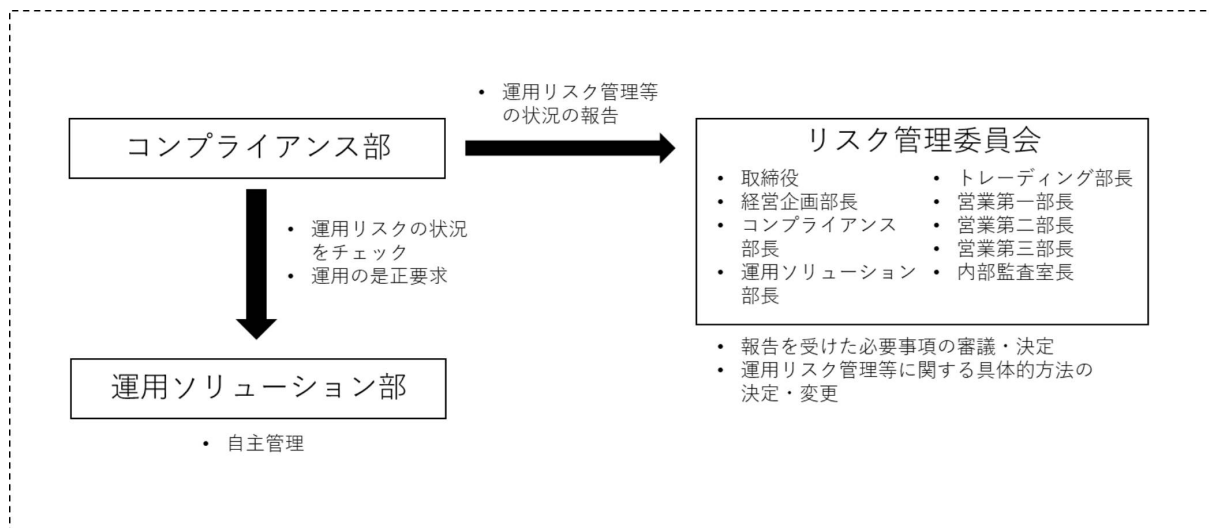 • 運用リスク管理等
の状況の報告
コンプライアンス部
リスク管理委員会
• 取締役
• 経営企画部長
• コンプライアンス
部長
• 運用ソリューション
部長
• トレーディング部長
• 営業第一部長
• 営業第二部長
• 営業第三部長
• 内部監査室長
• 運用リスクの状況
をチェック
• 運用の是正要求
• 報告を受けた必要事項の審議・決定
• 運用リスク管理等に関する具体的方法の
決定・変更
運用ソリューション部
• 自主管理